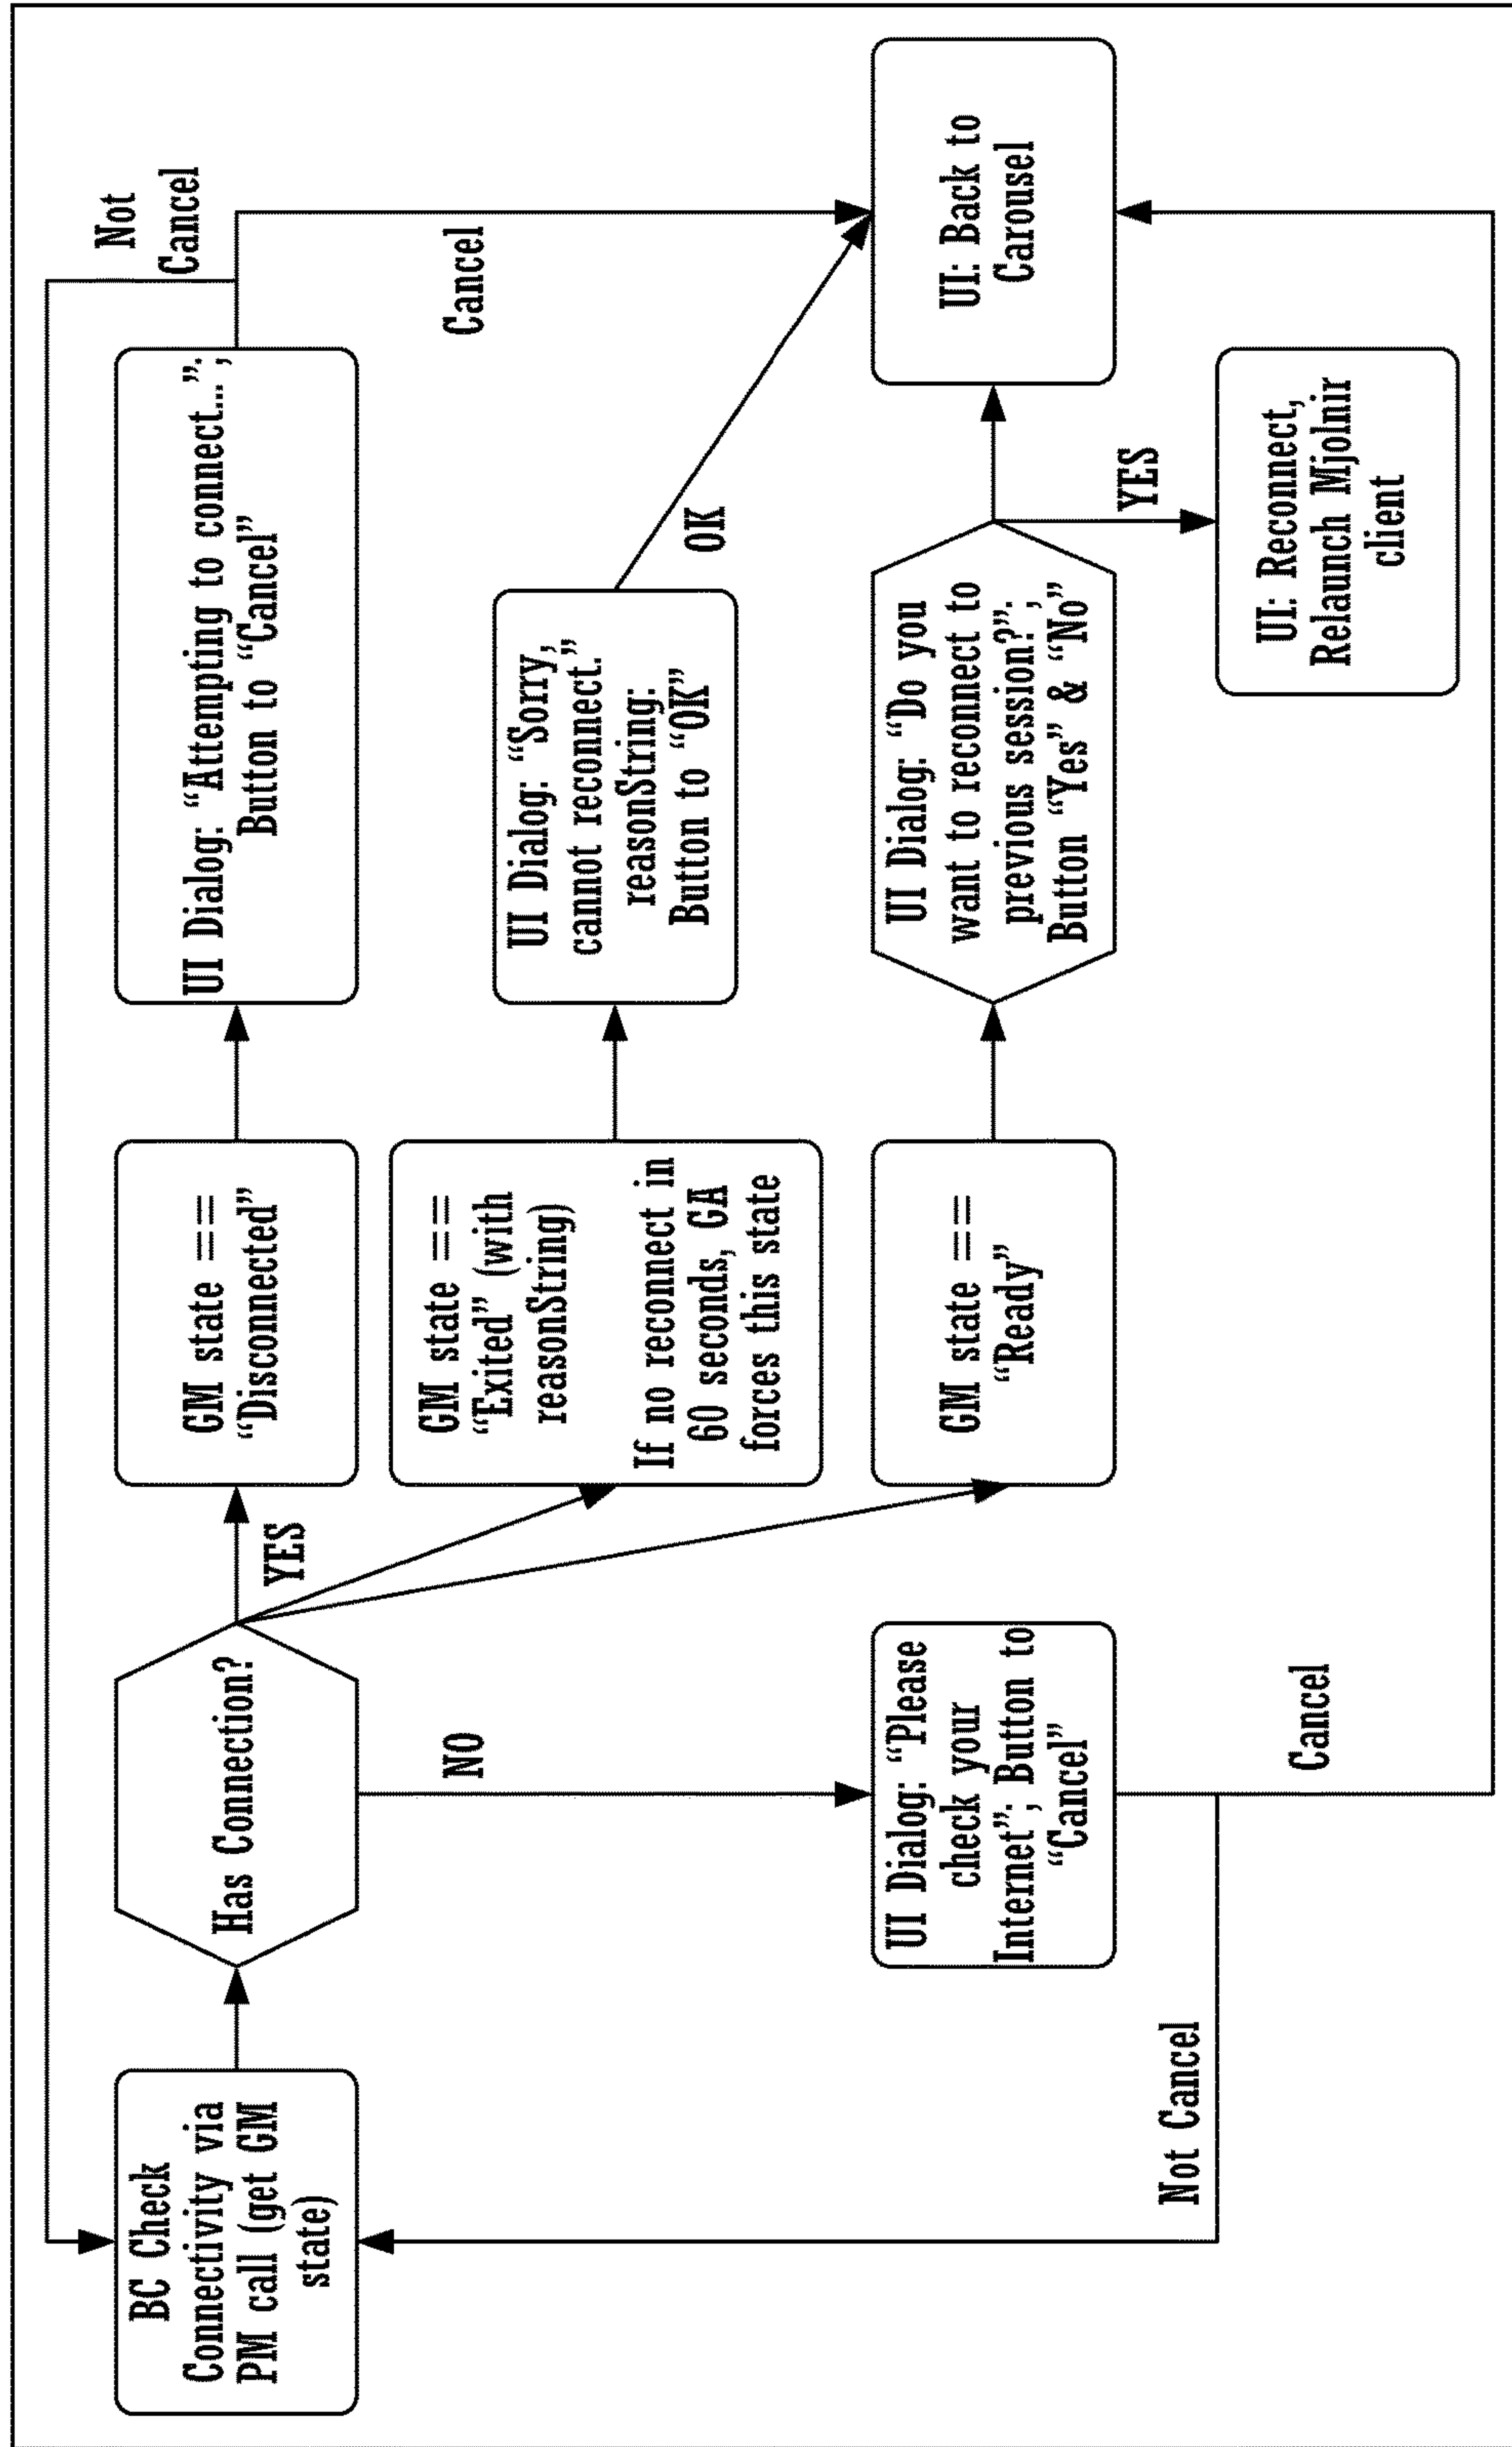 BC Check
Connectivity via
PM call (get GM
state)
Has Connection?
YES
NO
GM state ==
“Disconnected”
UI Dialog: “Attempting to connect...”;
Button to “Cancel”
Not
Cancel
Cancel
GM state ==
“Exited” (with
reasonString)
If no reconnect in
60 seconds, GA
forces this state
UI Dialog: “Sorry,
cannot reconnect.”
reasonString:
Button to “OK”
OK
GM state ==
“Ready”
UI Dialog: “Do you
want to reconnect to
previous session?”;
Button “Yes” & “No”
YES
UI: Back to
Carousel
UI: Reconnect,
Relaunch Mjolnir
client
UI Dialog: “Please
check your
Internet”; Button to
“Cancel”
Not Cancel
Cancel